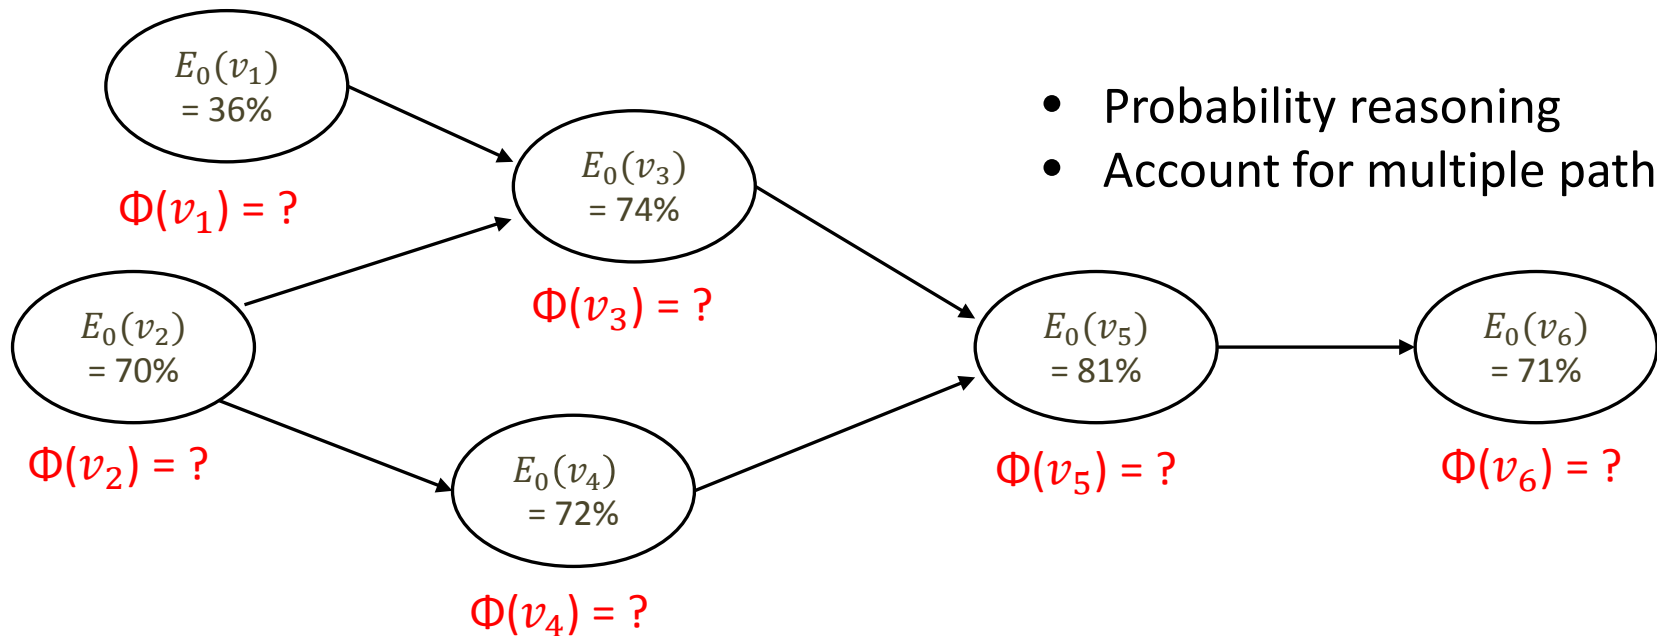 E₀(v₁)
= 36%
Φ(v₁) = ?
E₀(v₂)
= 70%
Φ(v₂) = ?
E₀(v₃)
= 74%
Φ(v₃) = ?
E₀(v₄)
= 72%
Φ(v₄) = ?
• Probability reasoning
• Account for multiple path
E₀(v₅)
= 81%
Φ(v₅) = ?
E₀(v₆)
= 71%
Φ(v₆) = ?